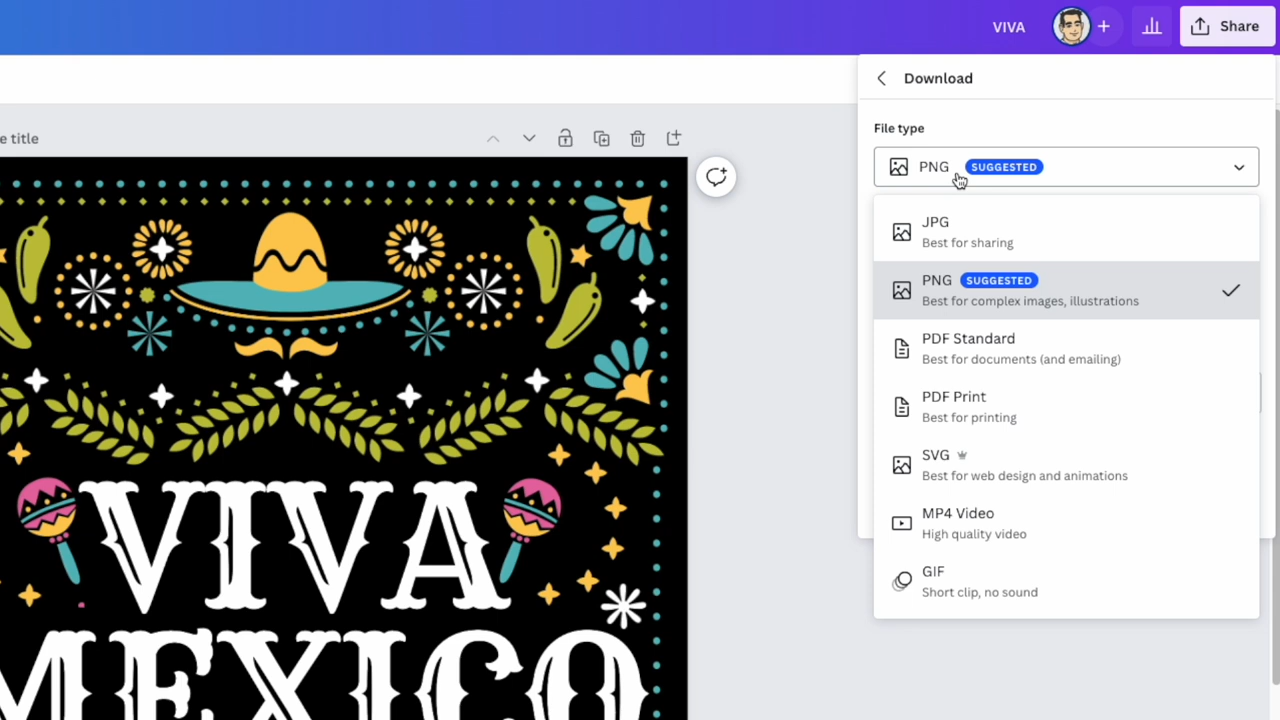 VIVA
Share
Download
e title
File type
PNG SUGGESTED
JPG
Best for sharing
PNG SUGGESTED
Best for complex images, illustrations
PDF Standard
Best for documents (and emailing)
PDF Print
Best for printing
SVG
Best for web design and animations
MP4 Video
High quality video
GIF
Short clip, no sound
VIVA
MEXICO